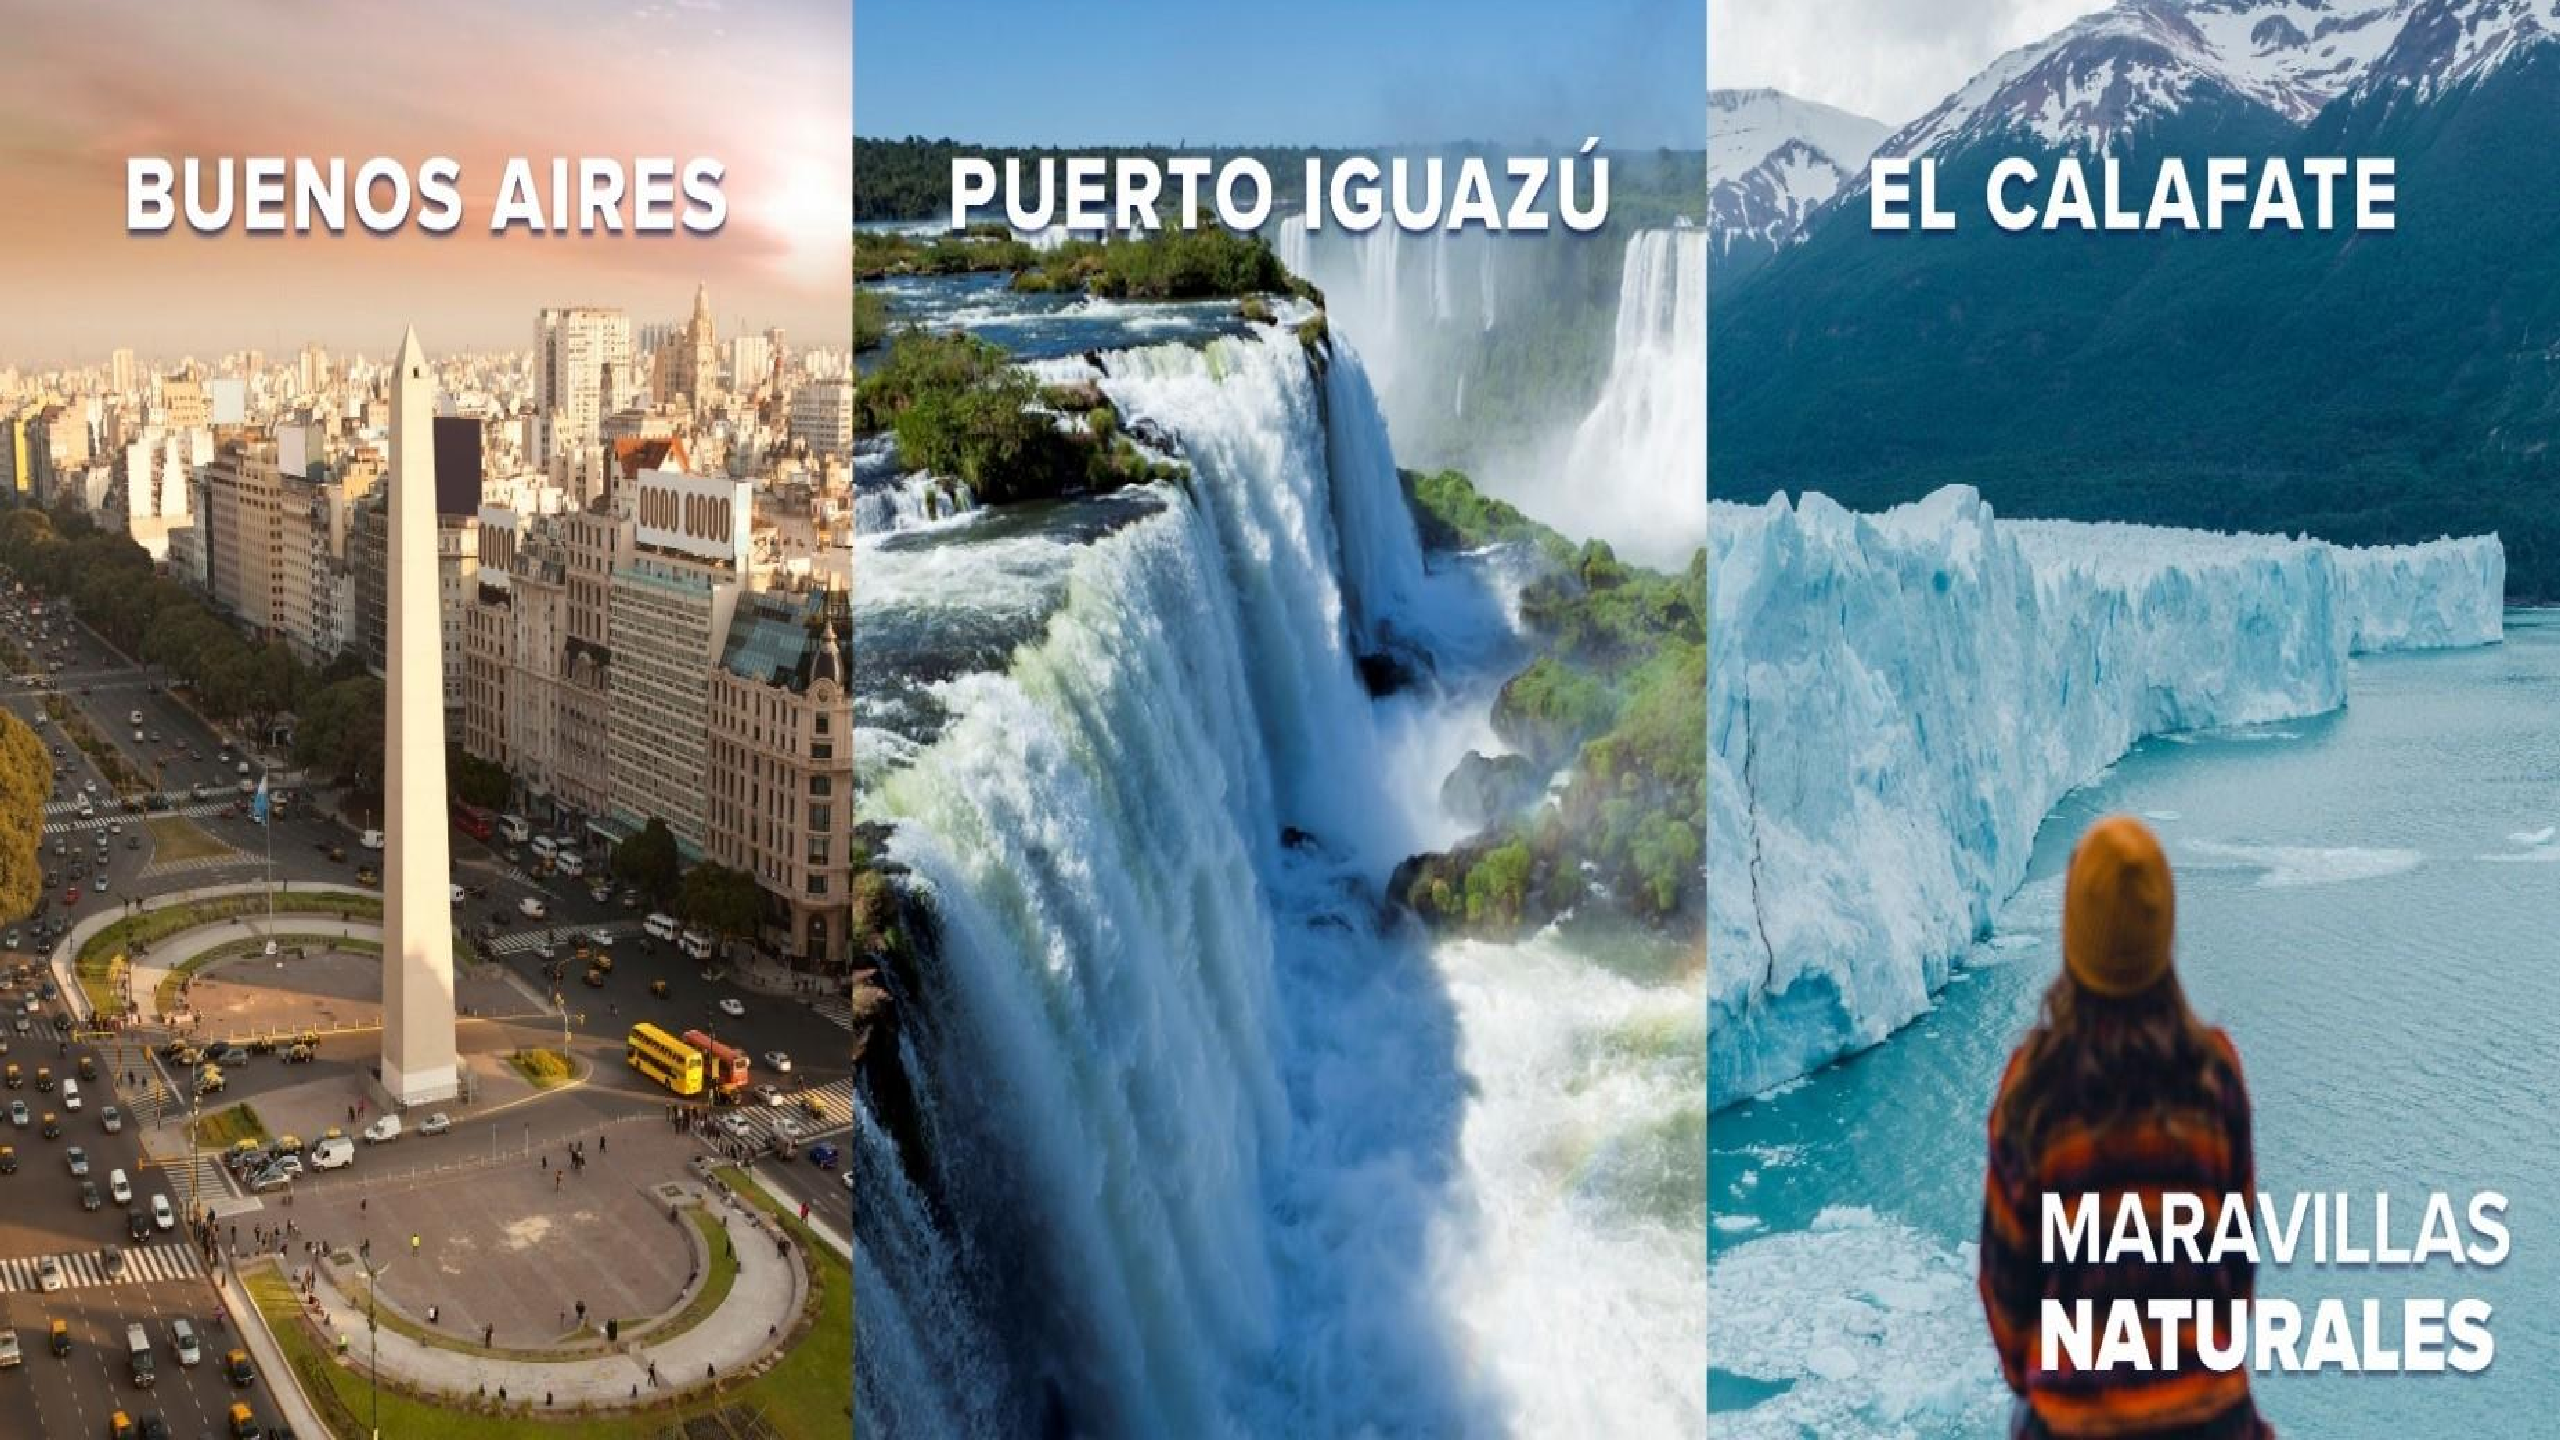 BUENOS AIRES
PUERTO IGUAZÚ
EL CALAFATE
MARAVILLAS
NATURALES